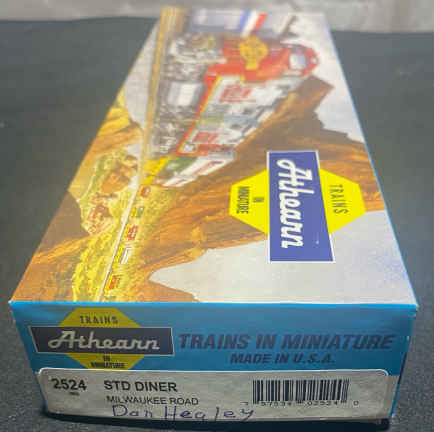 TRAINS
Athearn
IN
MINIATURE
TRAINS
Athearn
IN
MINIATURE
TRAINS IN MINIATURE
MADE IN U.S.A.
2524 STD DINER
MILWAUKEE ROAD
Dan Healey